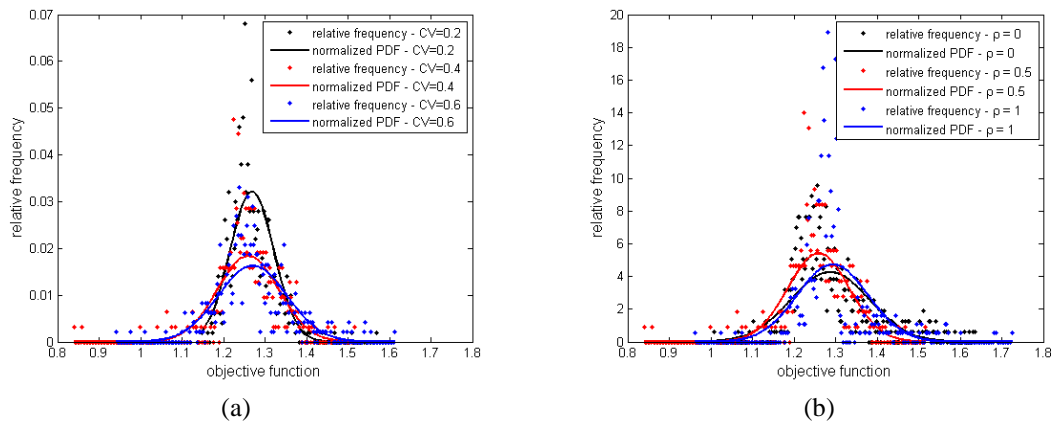 0.07
0.06
0.05
0.04
0.03
0.02
0.01
0
0.8 0.9 1 1.1 1.2 1.3 1.4 1.5 1.6 1.7 1.8
relative frequency
objective function
relative frequency - CV=0.2
normalized PDF - CV=0.2
relative frequency - CV=0.4
normalized PDF - CV=0.4
relative frequency - CV=0.6
normalized PDF - CV=0.6
(a)
20
18
16
14
12
10
8
6
4
2
0
0.8 0.9 1 1.1 1.2 1.3 1.4 1.5 1.6 1.7 1.8
relative frequency
objective function
relative frequency - ρ = 0
normalized PDF - ρ = 0
relative frequency - ρ = 0.5
normalized PDF - ρ = 0.5
relative frequency - ρ = 1
normalized PDF - ρ = 1
(b)